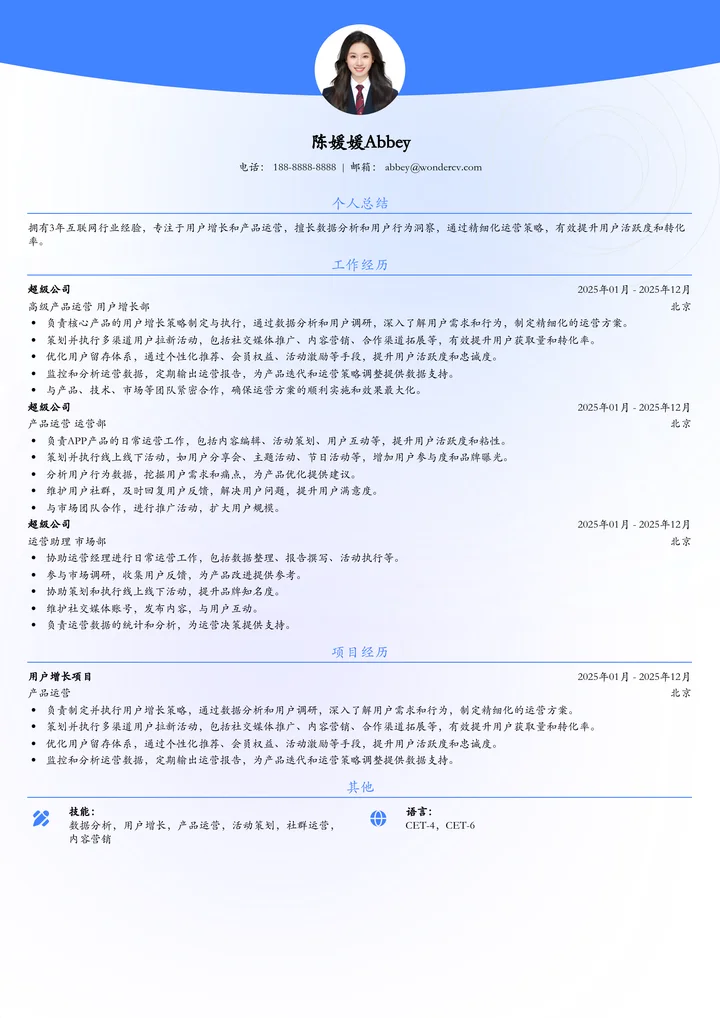 陈媛媛Abbey
电话： 188-8888-8888 | 邮箱： abbey@wondercv.com
个人总结
拥有3年互联网行业经验，专注于用户增长和产品运营，擅长数据分析和用户行为洞察，通过精细化运营策略，有效提升用户活跃度和转化
率。
工作经历
超级公司 2025年01月 - 2025年12月
高级产品运营 用户增长部 北京
• 负责核心产品的用户增长策略制定与执行，通过数据分析和用户调研，深入了解用户需求和行为，制定精细化的运营方案。
• 策划并执行多渠道用户拉新活动，包括社交媒体推广、内容营销、合作渠道拓展等，有效提升用户获取量和转化率。
• 优化用户留存体系，通过个性化推荐、会员权益、活动激励等手段，提升用户活跃度和忠诚度。
• 监控和分析运营数据，定期输出运营报告，为产品迭代和运营策略调整提供数据支持。
• 与产品、技术、市场等团队紧密合作，确保运营方案的顺利实施和效果最大化。
超级公司 2025年01月 - 2025年12月
产品运营 运营部 北京
• 负责APP产品的日常运营工作，包括内容编辑、活动策划、用户互动等，提升用户活跃度和粘性。
• 策划并执行线上线下活动，如用户分享会、主题活动、节日活动等，增加用户参与度和品牌曝光。
• 分析用户行为数据，挖掘用户需求和痛点，为产品优化提供建议。
• 维护用户社群，及时回复用户反馈，解决用户问题，提升用户满意度。
• 与市场团队合作，进行推广活动，扩大用户规模。
超级公司 2025年01月 - 2025年12月
运营助理 市场部 北京
• 协助运营经理进行日常运营工作，包括数据整理、报告撰写、活动执行等。
• 参与市场调研，收集用户反馈，为产品改进提供参考。
• 协助策划和执行线上线下活动，提升品牌知名度。
• 维护社交媒体账号，发布内容，与用户互动。
• 负责运营数据的统计和分析，为运营决策提供支持。
项目经历
用户增长项目 2025年01月 - 2025年12月
产品运营 北京
• 负责制定并执行用户增长策略，通过数据分析和用户调研，深入了解用户需求和行为，制定精细化的运营方案。
• 策划并执行多渠道用户拉新活动，包括社交媒体推广、内容营销、合作渠道拓展等，有效提升用户获取量和转化率。
• 优化用户留存体系，通过个性化推荐、会员权益、活动激励等手段，提升用户活跃度和忠诚度。
• 监控和分析运营数据，定期输出运营报告，为产品迭代和运营策略调整提供数据支持。
其他
技能：
数据分析，用户增长，产品运营，活动策划，社群运营，
内容营销
语言：
CET-4，CET-6